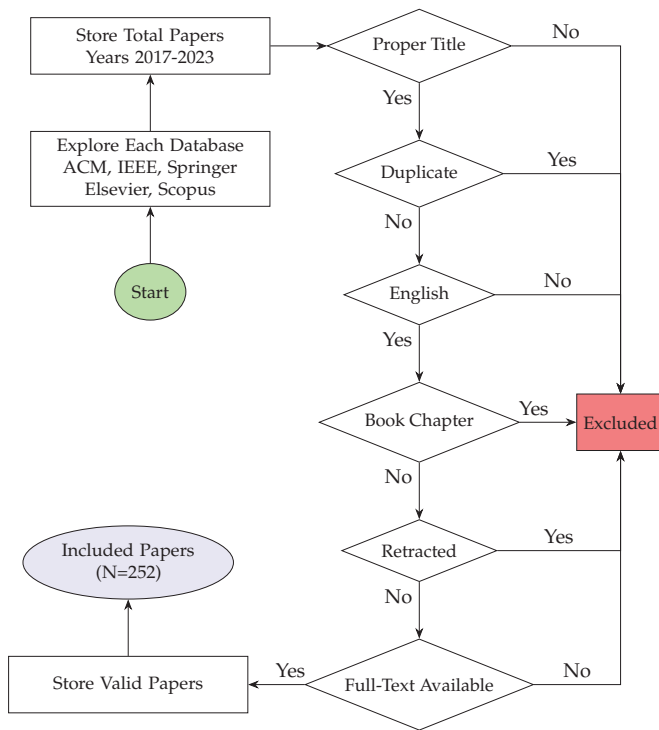 Store Total Papers
Years 2017-2023
Proper Title
No
Yes
Explore Each Database
ACM, IEEE, Springer
Elsevier, Scopus
Duplicate
Yes
No
Start
English
No
Yes
Book Chapter
Yes
Excluded
No
Retracted
Yes
Included Papers
(N=252)
No
Store Valid Papers
Yes
Full-Text Available
No